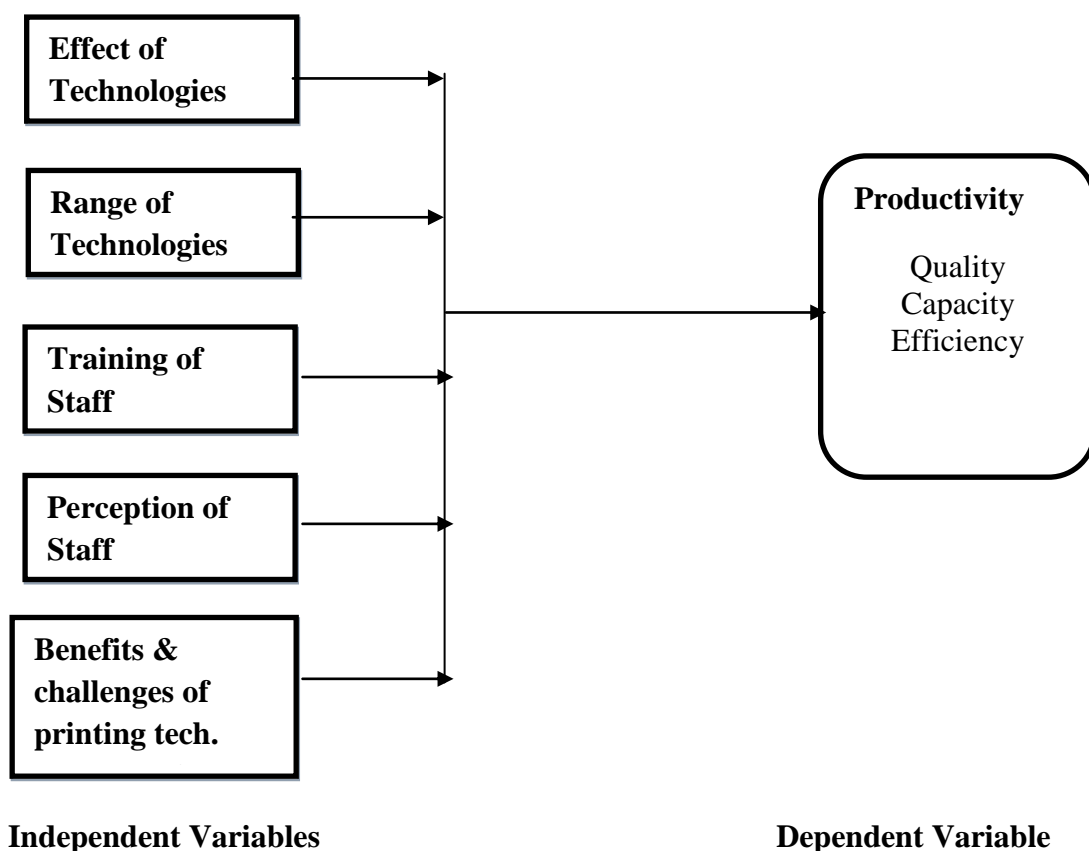 Effect of
Technologies
Range of
Technologies
Training of
Staff
Perception of
Staff
Benefits &
challenges of
printing tech.
Productivity
Quality
Capacity
Efficiency
Independent Variables
Dependent Variable